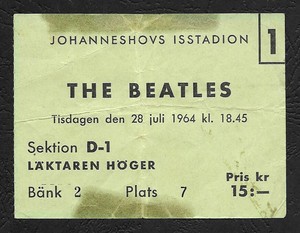 JOHANNESHOVS ISSTADION
1
THE BEATLES
Tisdagen den 28 juli 1964 kl. 18.45
Sektion D-1
LÄKTAREN HÖGER
Bänk 2 Plats 7
Pris kr
15:—